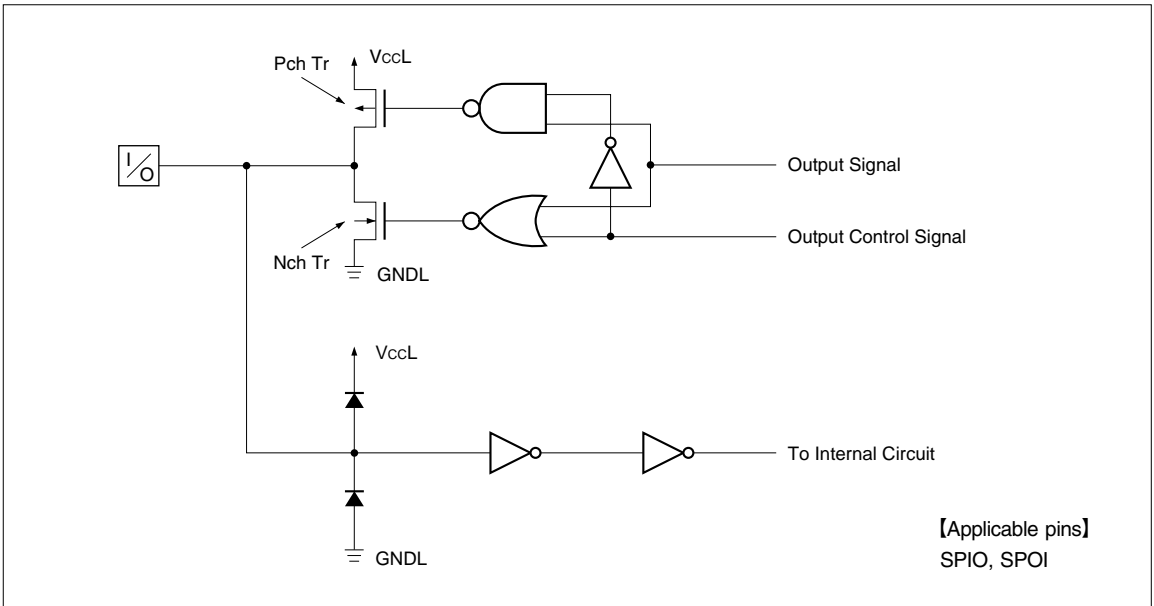 Pch Tr
VccL
I/O
Output Signal
Output Control Signal
Nch Tr
GNDL
VccL
To Internal Circuit
GNDL
【Applicable pins】
SPIO, SPOI